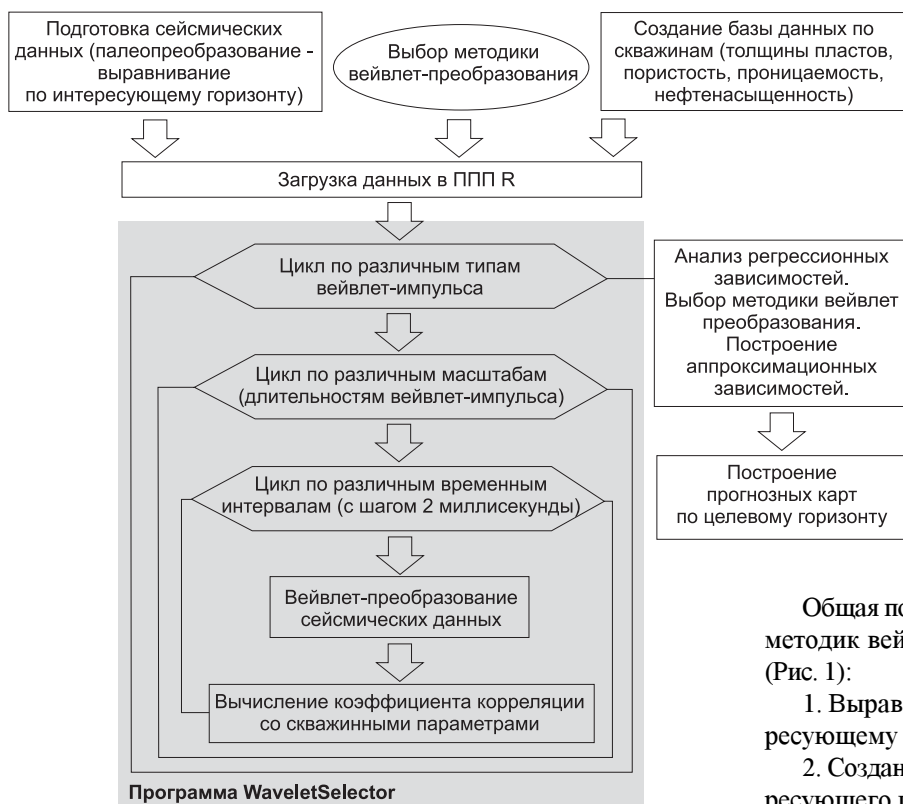 Подготовка сейсмических
данных (палеопреобразование -
выравнивание
по интересующему горизонту)
Выбор методики
вейвлет-преобразования
Создание базы данных по
скважинам (толщины пластов,
пористость, проницаемость,
нефтенасыщенность)
Загрузка данных в ППП R
Цикл по различным типам
вейвлет-импульса
Цикл по различным масштабам
(длительностям вейвлет-импульса)
Цикл по различным временным
интервалам (с шагом 2 миллисекунды)
Вейвлет-преобразование
сейсмических данных
Вычисление коэффициента корреляции
со скважинными параметрами
Программа WaveletSelector
Анализ регрессионных
зависимостей.
Выбор методики вейвлет
преобразования.
Построение
аппроксимационных
зависимостей.
Построение
прогнозных карт
по целевому горизонту
Общая по
методик вей
(Рис. 1):
1. Вырав
ресующему
2. Создан
ресующего п